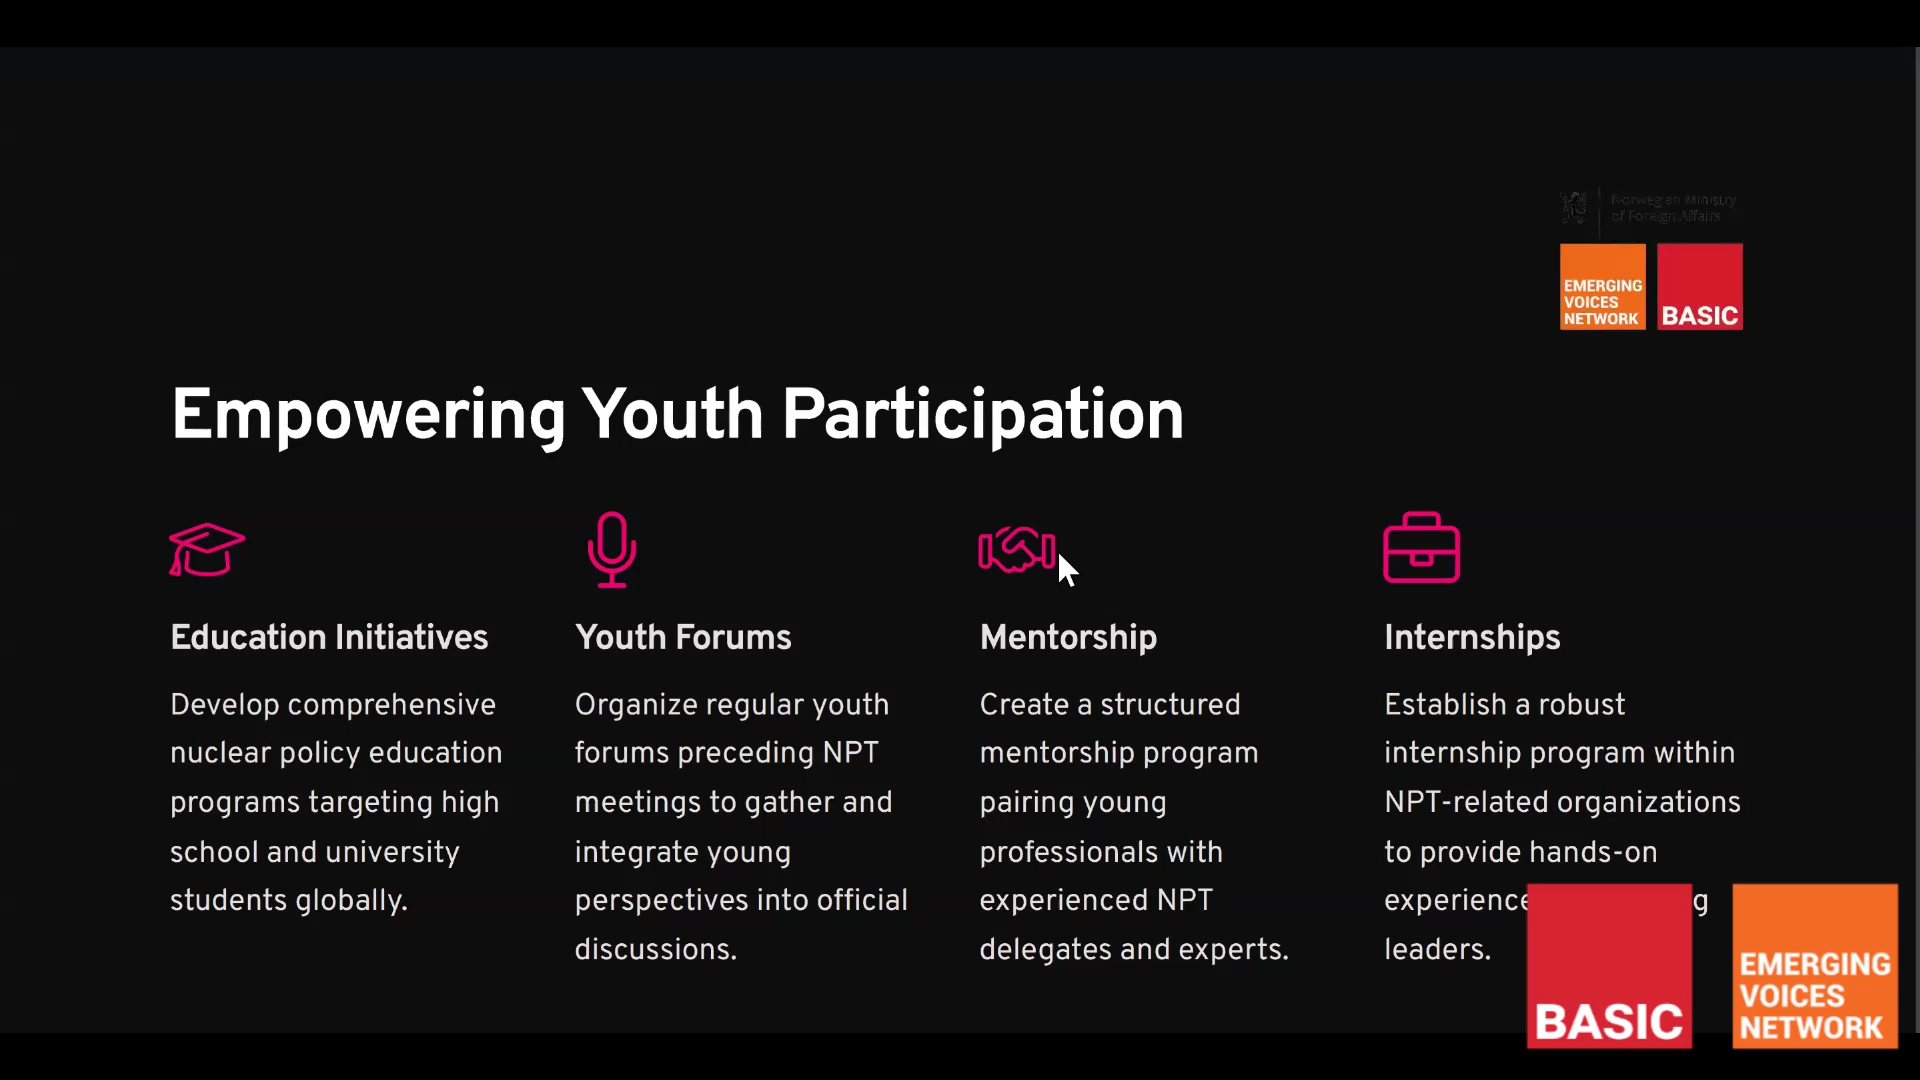 Norwegian Ministry
of Foreign Affairs
EMERGING
VOICES
NETWORK
BASIC
Empowering Youth Participation
Education Initiatives
Develop comprehensive
nuclear policy education
programs targeting high
school and university
students globally.
Youth Forums
Organize regular youth
forums preceding NPT
meetings to gather and
integrate young
perspectives into official
discussions.
Mentorship
Create a structured
mentorship program
pairing young
professionals with
experienced NPT
delegates and experts.
Internships
Establish a robust
internship program within
NPT-related organizations
to provide hands-on
experience
leaders.
BASIC
EMERGING
VOICES
NETWORK